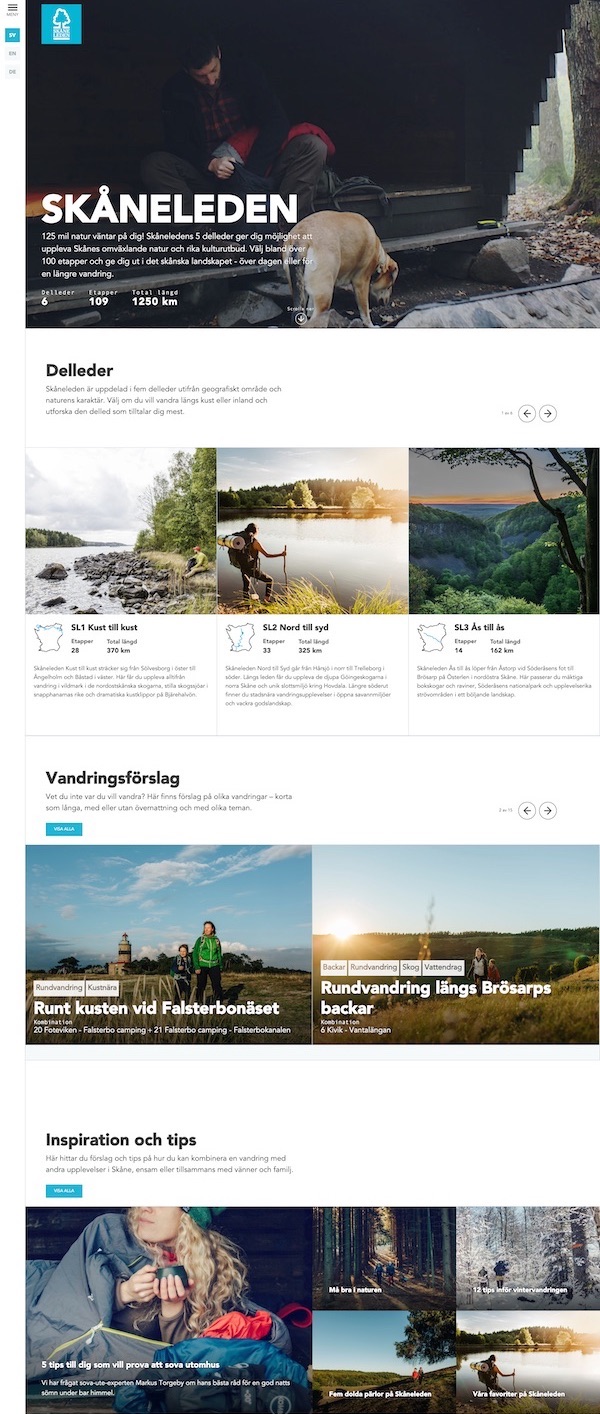 MENY
SV
EN
DE
SKÅNE
LEDEN
SKÅNELEDEN
125 mil natur väntar på dig! Skåneledens 5 delleder ger dig möjlighet att
uppleva Skånes omväxlande natur och rika kulturutbud. Välj bland över
100 etapper och ge dig ut i det skånska landskapet - över dagen eller för
en längre vandring.
Delleder Etapper Total längd
6 109 1250 km
Scrolla ner
Delleder
Skåneleden är uppdelad i fem delleder utifrån geografiskt område och
naturens karaktär. Välj om du vill vandra längs kust eller inland och
utforska den delled som tilltalar dig mest.
1 av 6
SL1 Kust till kust
Etapper Total längd
28 370 km
Skåneleden Kust till kust sträcker sig från Sölvesborg i öster till
Ängelholm och Båstad i väster. Här får du uppleva alltifrån
vandring i vildmark i de nordostskånska skogarna, stilla skogssjöar i
snapphanarnas rike och dramatiska kustklippor på Bjärehalvön.
SL2 Nord till syd
Etapper Total längd
33 325 km
Skåneleden Nord till Syd går från Hårsjö i norr till Trelleborg i
söder. Längs leden får du uppleva de djupa Göingeskogarna i
norra Skåne och unik slottsmiljö kring Hovdala. Längre söderut
finner du stadsnära vandringsupplevelser i öppna savannmiljöer
och vackra godslandskap.
SL3 Ås till ås
Etapper Total längd
14 162 km
Skåneleden Ås till ås löper från Åstorp vid Söderåsens fot till
Brösarp på Österlen i nordöstra Skåne. Här passerar du mäktiga
bokskogar och raviner, Söderåsens nationalpark och upplevelserika
strövområden i ett böljande landskap.
Vandringsförslag
Vet du inte var du vill vandra? Här finns förslag på olika vandringar – korta
som långa, med eller utan övernattning och med olika teman.
2 av 15
VISA ALLA
Rundvandring Kustnära
Runt kusten vid Falsterbonäset
Kombination
20 Foteviken - Falsterbo camping + 21 Falsterbo camping - Falsterbokanalen
Backar Rundvandring Skog Vattendrag
Rundvandring längs Brösarps
backar
Kombination
6 Kivik - Vantalängan
Inspiration och tips
Här hittar du förslag och tips på hur du kan kombinera en vandring med
andra upplevelser i Skåne, ensam eller tillsammans med vänner och familj.
VISA ALLA
5 tips till dig som vill prova att sova utomhus
Vi har frågat sova-ute-experten Markus Torgeby om hans bästa råd för en god natts
sömn under bar himmel.
Må bra i naturen
12 tips inför vintervandringen
Fem dolda pärlor på Skåneleden
Våra favoriter på Skåneleden